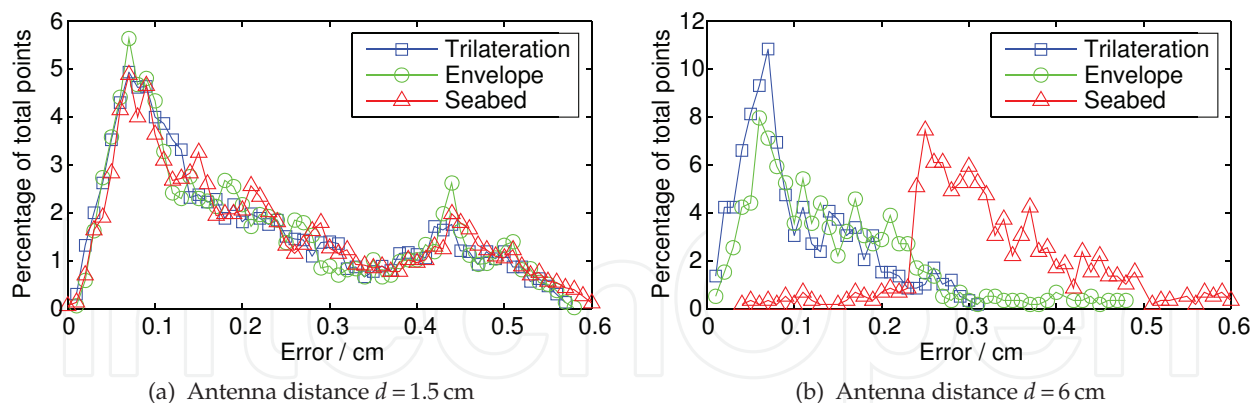 6
5
4
3
2
1
0
0 0.1 0.2 0.3 0.4 0.5 0.6
Percentage of total points
Error / cm
Trilateration
Envelope
Seabed
(a) Antenna distance d = 1.5 cm
12
10
8
6
4
2
0
0 0.1 0.2 0.3 0.4 0.5 0.6
Percentage of total points
Error / cm
Trilateration
Envelope
Seabed
(b) Antenna distance d = 6 cm
intechopen